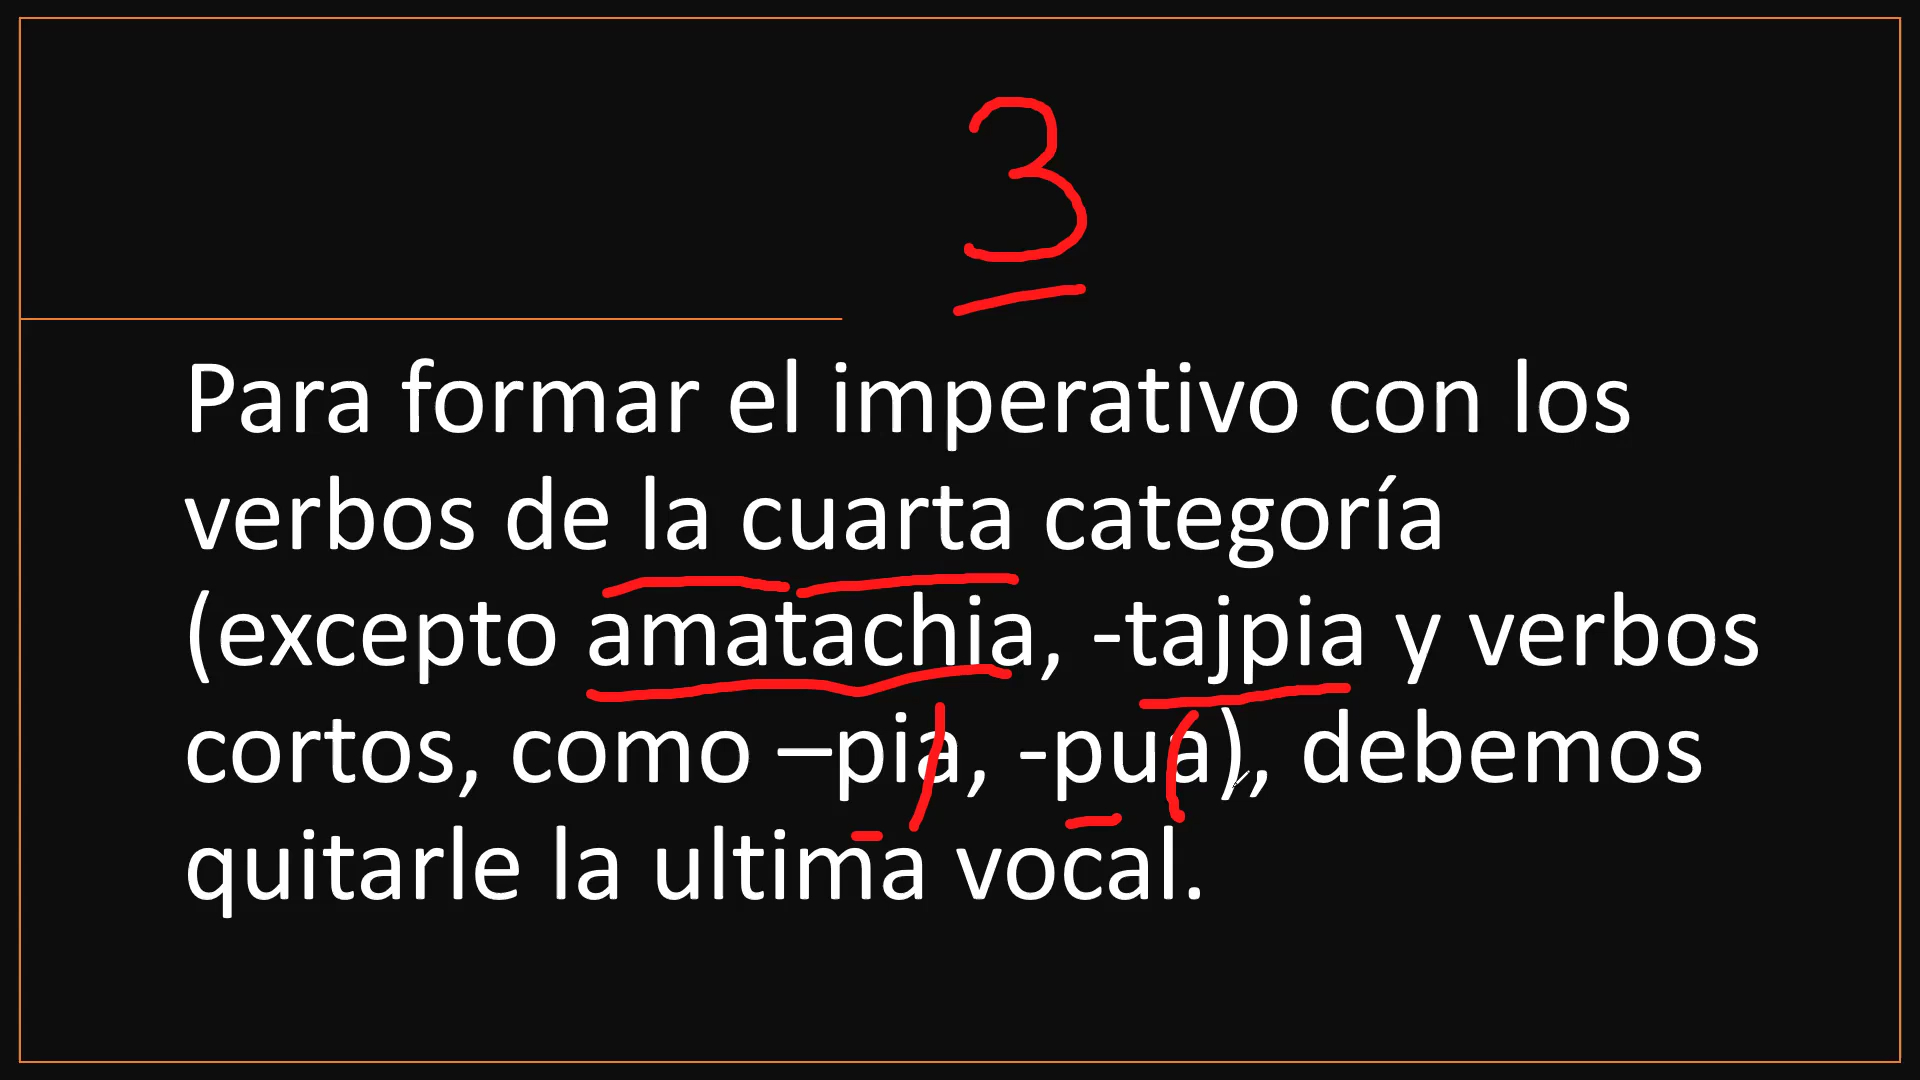 3
Para formar el imperativo con los
verbos de la cuarta categoría
(excepto amatachia, -tajpia y verbos
cortos, como –pia, -pua), debemos
quitarle la ultima vocal.